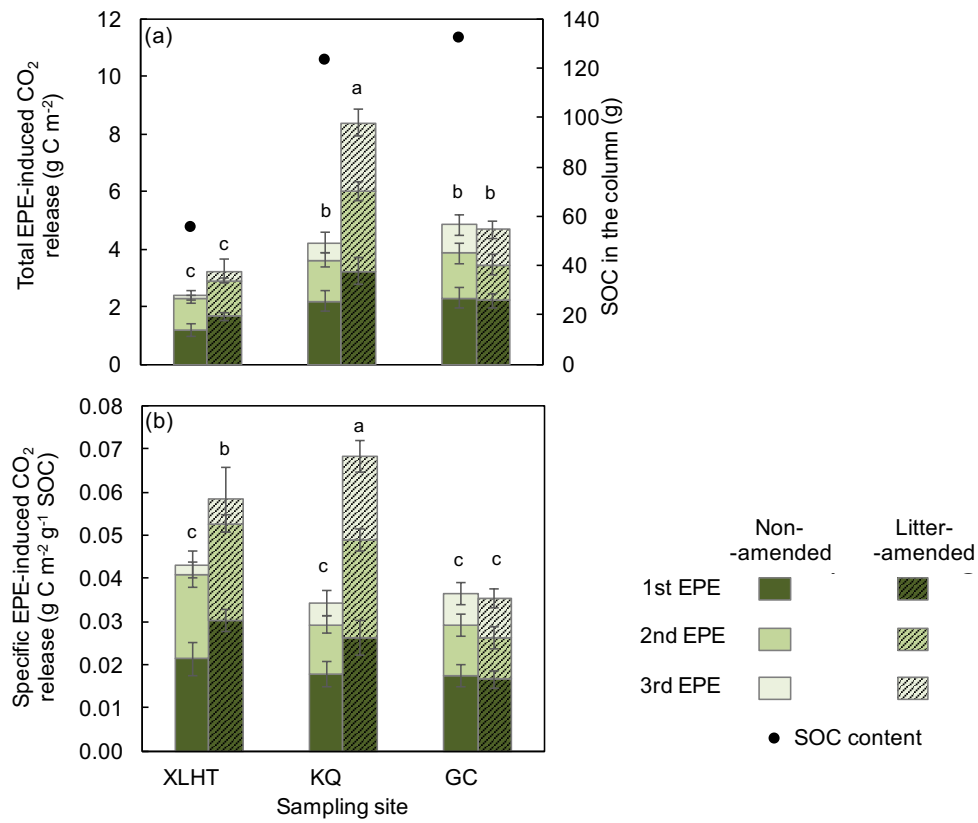 (a)
Total EPE-induced CO2
release (g C m-2)
12
10
8
6
4
2
0
c
c
b
a
b
b
140
120
100
80
60
40
20
0
SOC in the column (g)
(b)
Specific EPE-induced CO2
release (g C m-2 g-1 SOC)
0.08
0.07
0.06
0.05
0.04
0.03
0.02
0.01
0.00
c
b
c
a
c
c
XLHT KQ GC
Sampling site
Non- Litter-
-amended -amended
1st EPE
2nd EPE
3rd EPE
SOC content